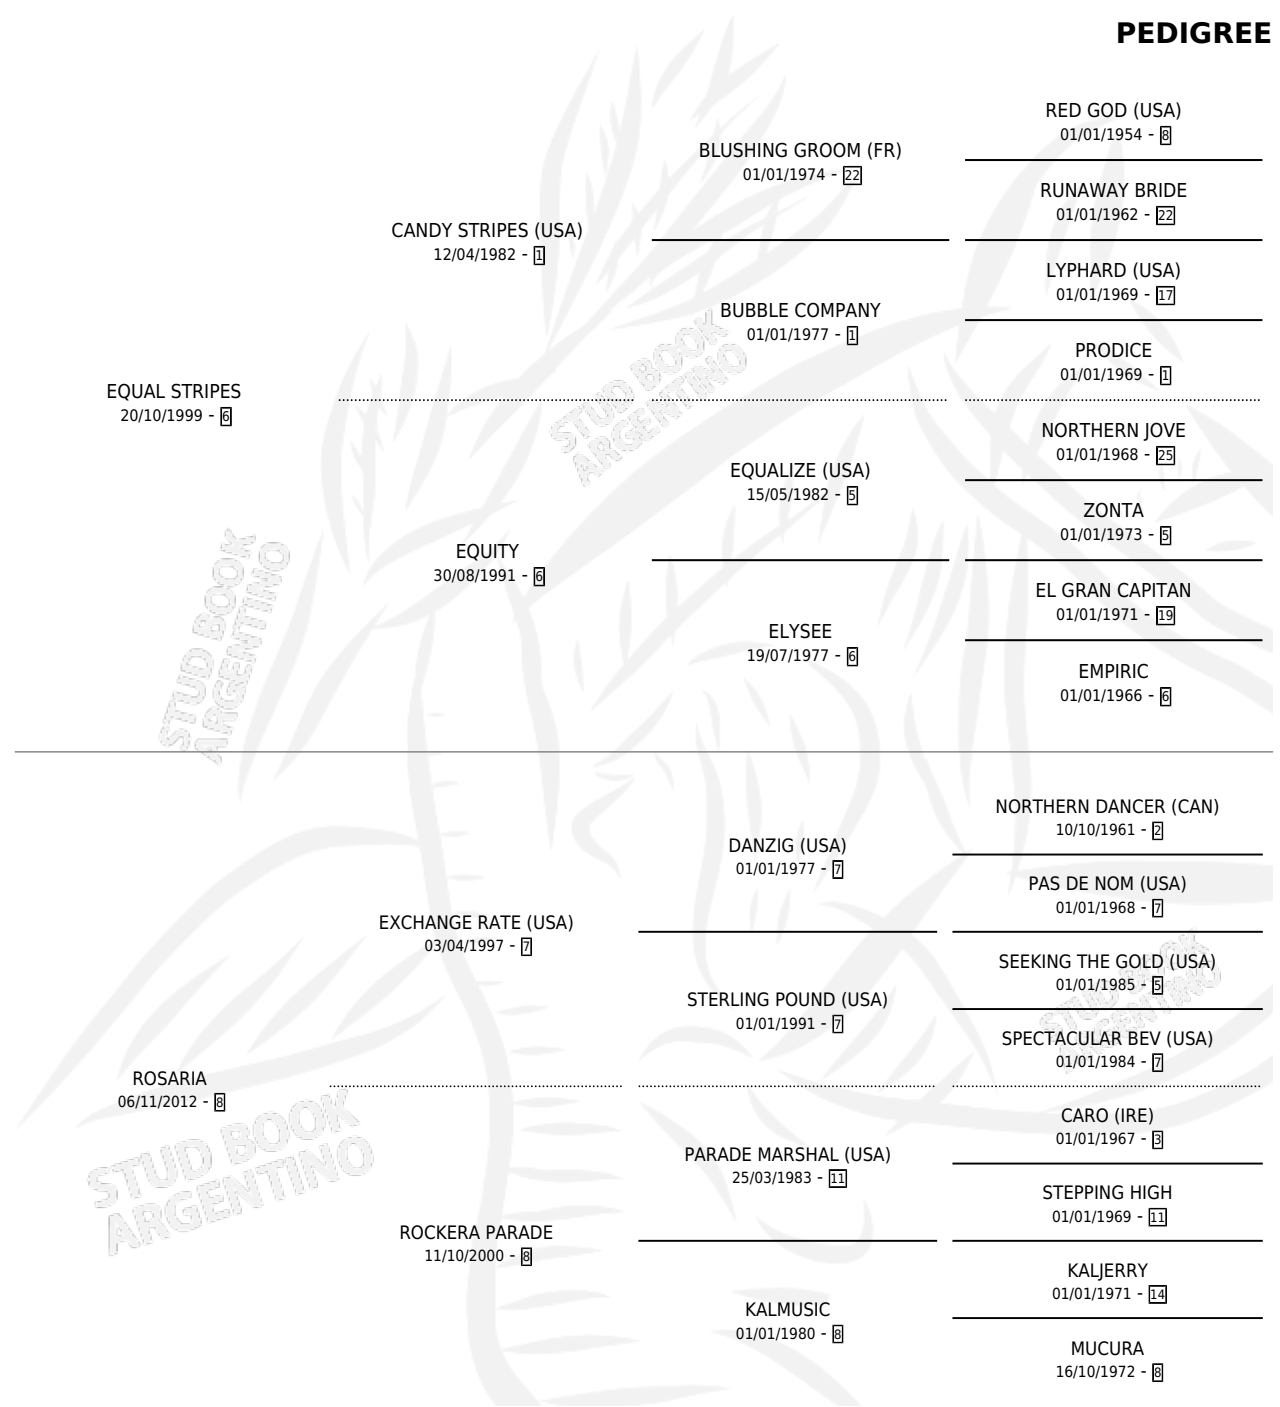 PEDIGREE
RED GOD (USA)
01/01/1954 - 8
BLUSHING GROOM (FR)
01/01/1974 - 22
RUNAWAY BRIDE
01/01/1962 - 22
CANDY STRIPES (USA)
12/04/1982 - 1
LYPHARD (USA)
01/01/1969 - 17
BUBBLE COMPANY
01/01/1977 - 1
PRODICE
01/01/1969 - 1
EQUAL STRIPES
20/10/1999 - 6
NORTHERN JOVE
01/01/1968 - 25
EQUALIZE (USA)
15/05/1982 - 5
ZONTA
01/01/1973 - 5
EQUITY
30/08/1991 - 6
EL GRAN CAPITAN
01/01/1971 - 19
ELYSEE
19/07/1977 - 6
EMPIRIC
01/01/1966 - 6
STUD BOOK
ARGENTINO
STUD BOOK
ARGENTINO
NORTHERN DANCER (CAN)
10/10/1961 - 2
DANZIG (USA)
01/01/1977 - 7
PAS DE NOM (USA)
01/01/1968 - 7
EXCHANGE RATE (USA)
03/04/1997 - 7
SEEKING THE GOLD (USA)
01/01/1985 - 5
STERLING POUND (USA)
01/01/1991 - 7
SPECTACULAR BEV (USA)
01/01/1984 - 7
ROSARIA
06/11/2012 - 8
CARO (IRE)
01/01/1967 - 3
PARADE MARSHAL (USA)
25/03/1983 - 11
STEPPING HIGH
01/01/1969 - 11
ROCKERA PARADE
11/10/2000 - 8
KALJERRY
01/01/1971 - 14
KALMUSIC
01/01/1980 - 8
MUCURA
16/10/1972 - 8
STUD BOOK
ARGENTINO
STUD BOOK
ARGENTINO